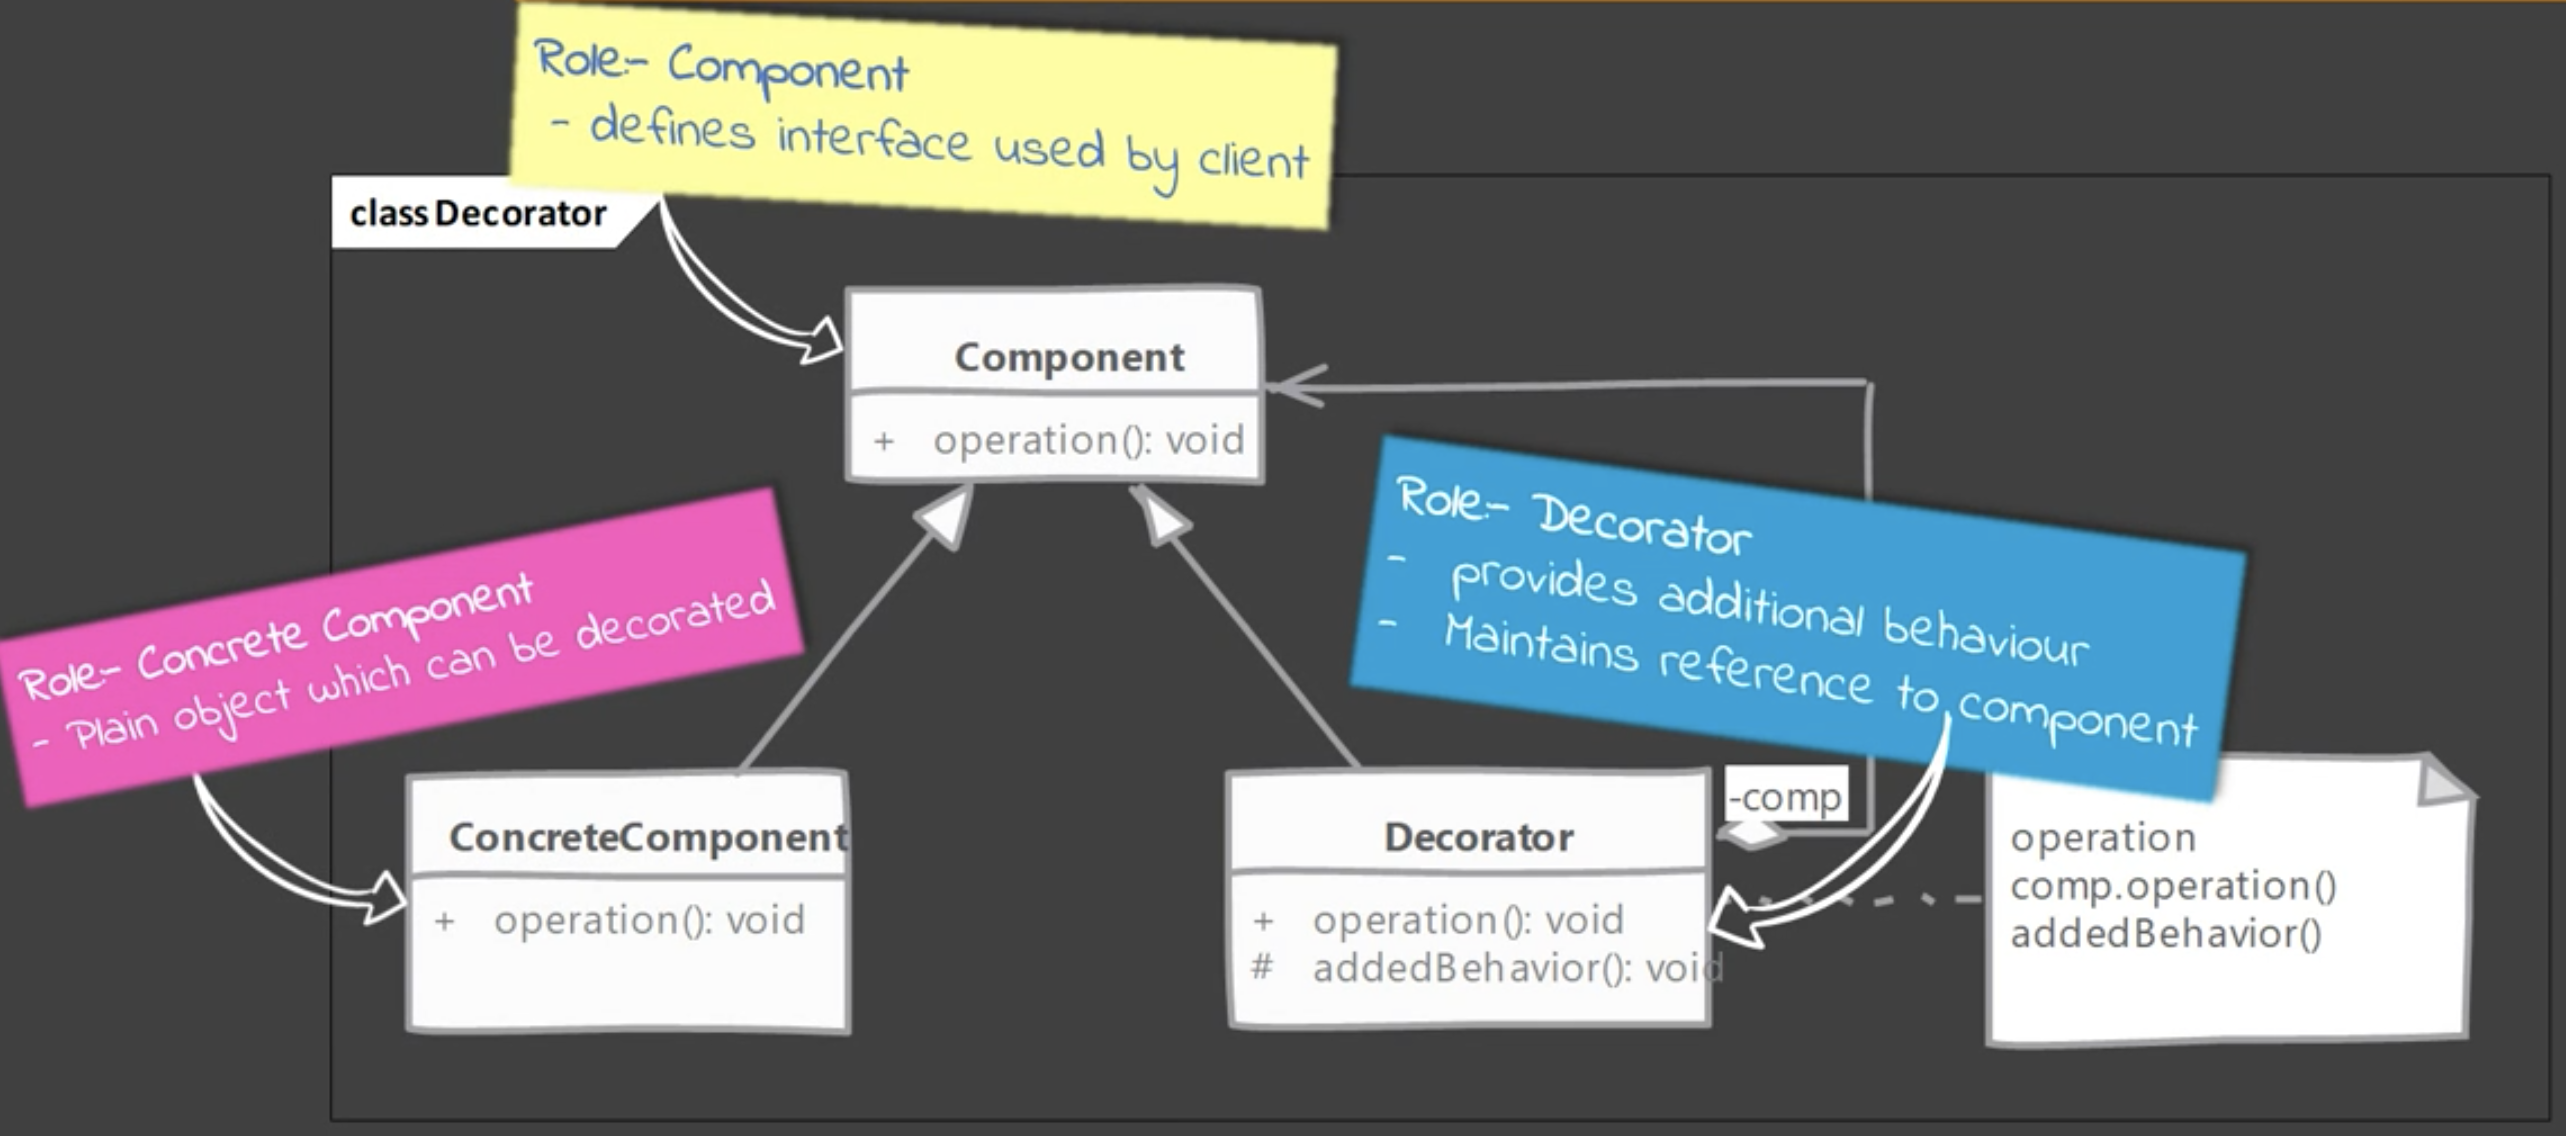 Role:- Component
- defines interface used by client
class Decorator
Component
+ operation(): void
Role:- Decorator
- provides additional behaviour
- Maintains reference to component
Role:- Concrete Component
- Plain object which can be decorated
ConcreteComponent
+ operation(): void
Decorator
+ operation(): void
# addedBehavior(): void
-comp
operation
comp.operation()
addedBehavior()